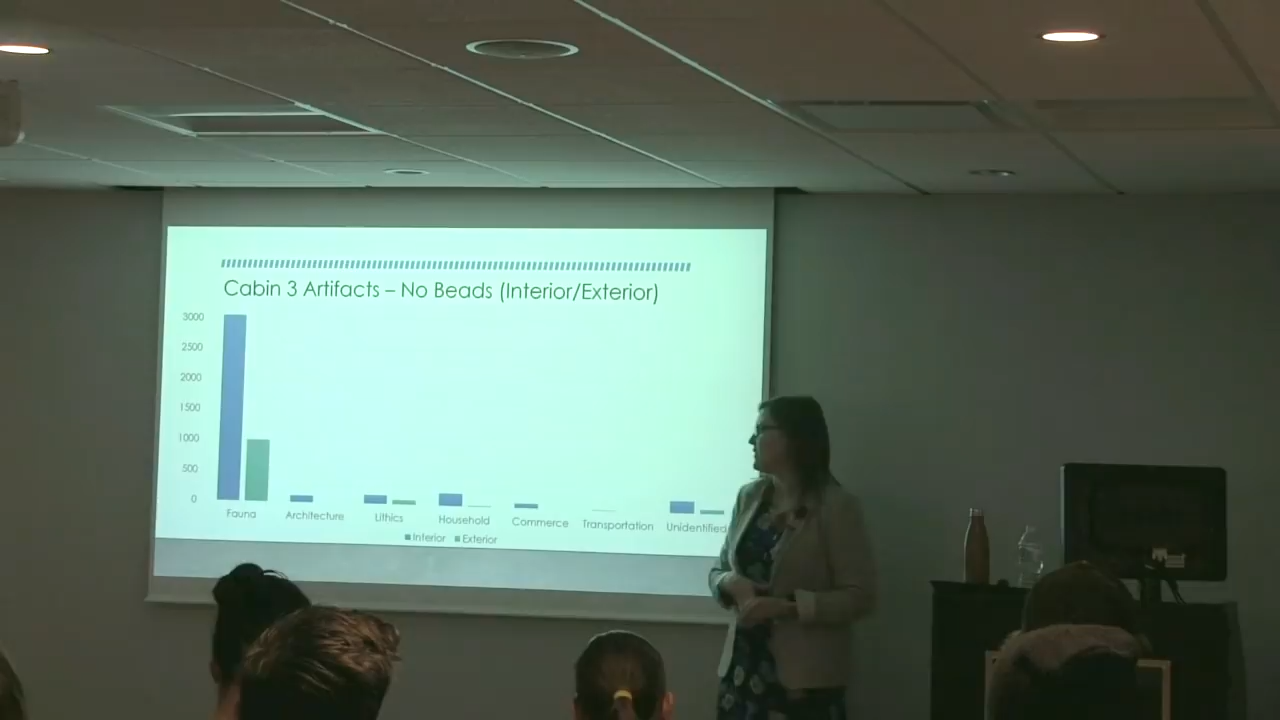 Cabin 3 Artifacts – No Beads (Interior/Exterior)
3000
2500
2000
1500
1000
500
0
Fauna Architecture Lithics Household Commerce Transportation Unidentified
Interior Exterior